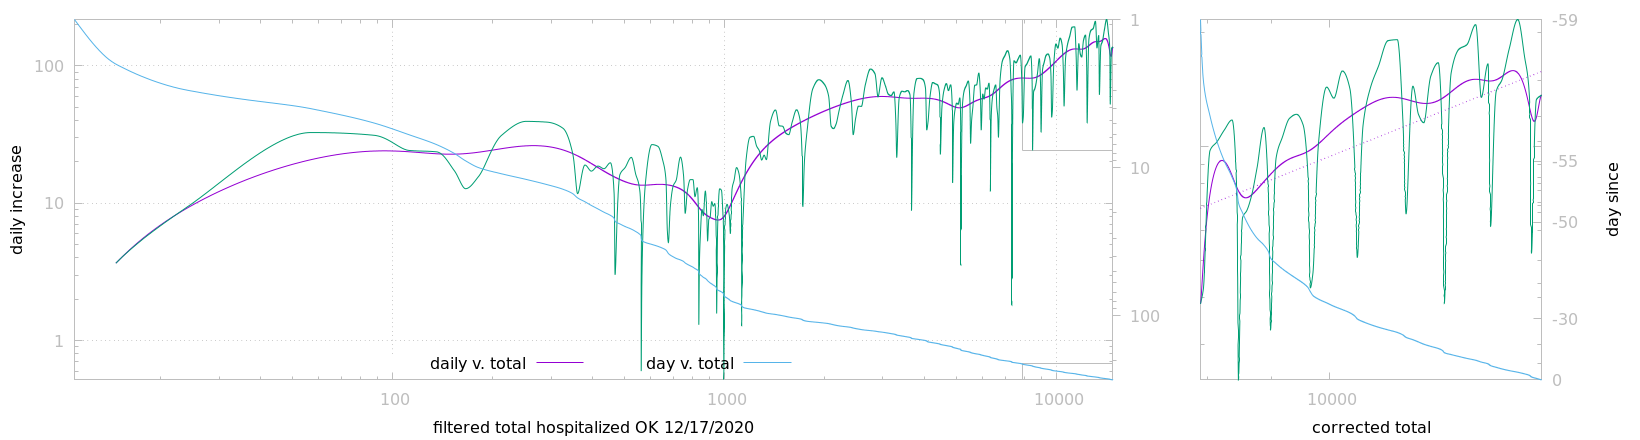 1 -59
100
10 -55
10 -50
100 -30
1
daily v. total day v. total
0
100 1000 10000 10000
filtered total hospitalized OK 12/17/2020 corrected total
daily increase
day since